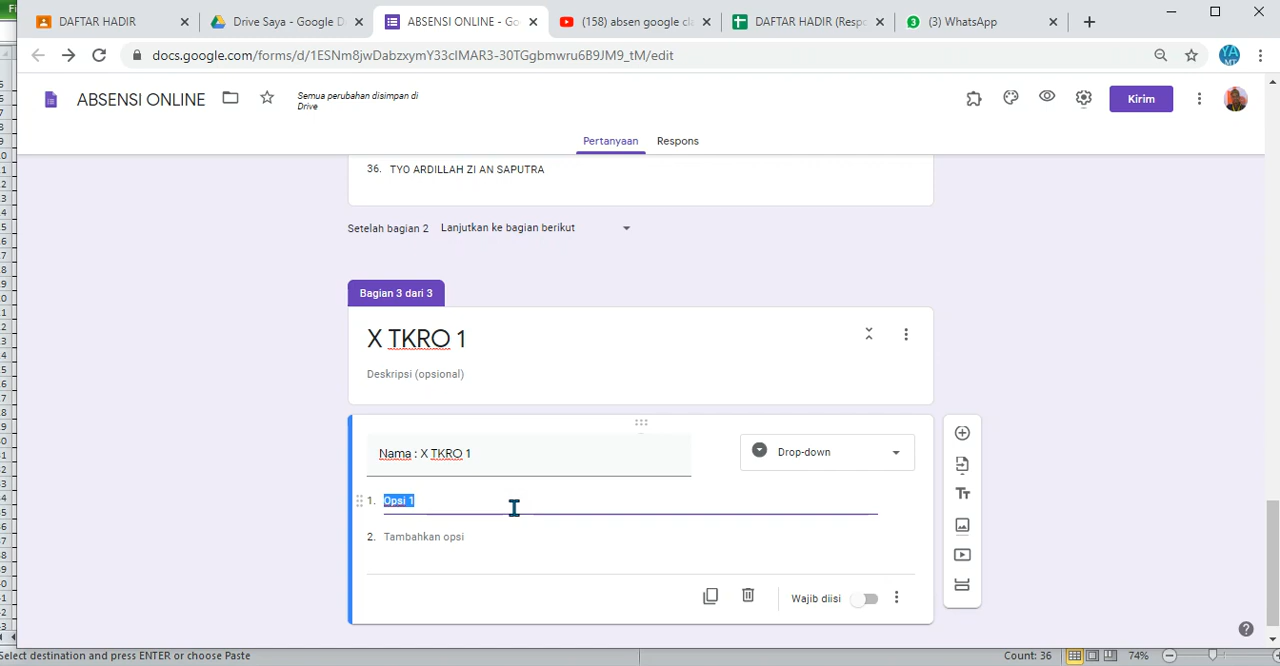 DAFTAR HADIR
Drive Saya - Google D
ABSENSI ONLINE - Go
(158) absen google cla
DAFTAR HADIR (Respo
(3) WhatsApp
docs.google.com/forms/d/1ESNm8jwDabzxymY33cIMAR3-30TGgbmwru6B9JM9_tM/edit
ABSENSI ONLINE
Semua perubahan disimpan di
Drive
Kirim
Pertanyaan
Respons
36. TYO ARDILLAH ZI AN SAPUTRA
Setelah bagian 2 Lanjutkan ke bagian berikut
Bagian 3 dari 3
X TKRO 1
Deskripsi (opsional)
Nama : X TKRO 1
Drop-down
1. Opsi 1
2. Tambahkan opsi
Wajib diisi
Select destination and press ENTER or choose Paste
Count: 36
74%